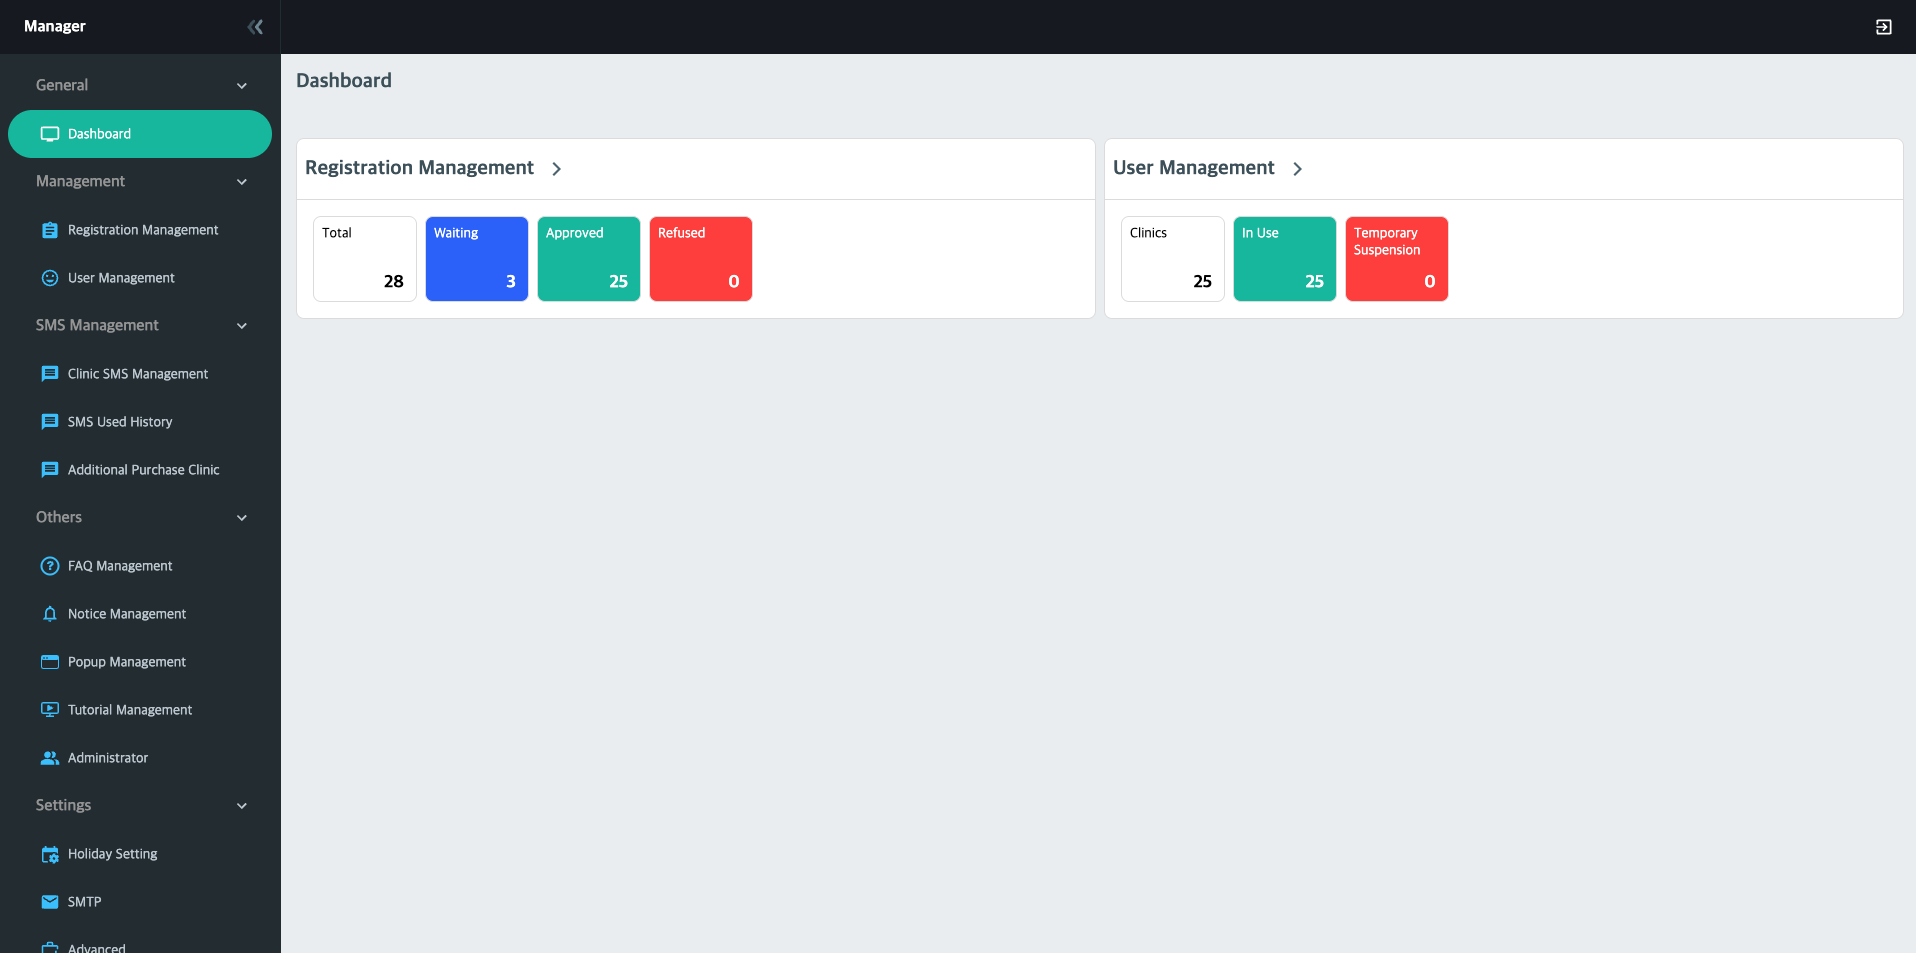 Manager
General
Dashboard
Management
Registration Management
User Management
SMS Management
Clinic SMS Management
SMS Used History
Additional Purchase Clinic
Others
FAQ Management
Notice Management
Popup Management
Tutorial Management
Administrator
Settings
Holiday Setting
SMTP
Advanced
Dashboard
Registration Management
Total
28
Waiting
3
Approved
25
Refused
0
User Management
Clinics
25
In Use
25
Temporary
Suspension
0